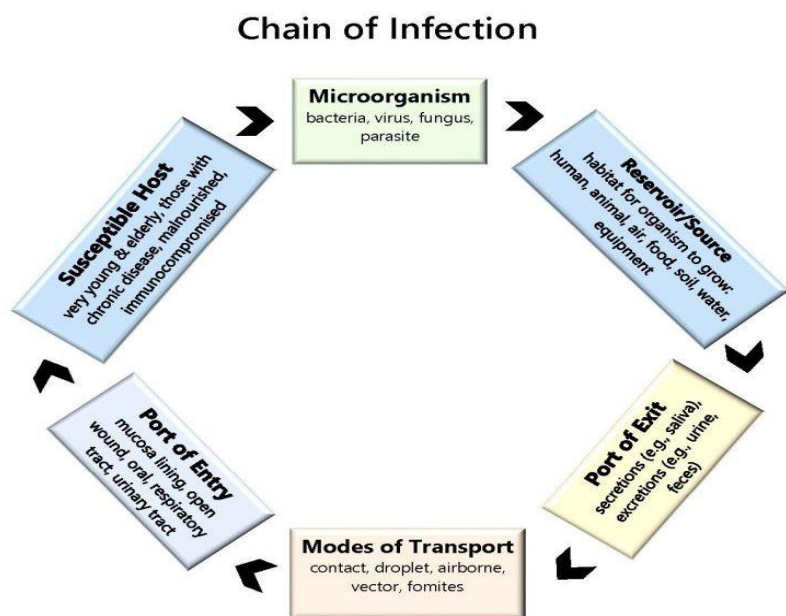 Chain of Infection
Microorganism
bacteria, virus, fungus,
parasite
Reservoir/Source
habitat for organism to grow:
human, animal, air, food, soil, water,
equipment
Port of Exit
secretions (e.g., saliva),
excretions (e.g., urine,
feces)
Modes of Transport
contact, droplet, airborne,
vector, fomites
Port of Entry
mucosa lining, open
wound, oral, respiratory
tract, urinary tract
Susceptible Host
very young & elderly, those with
chronic disease, malnourished,
immunocompromised